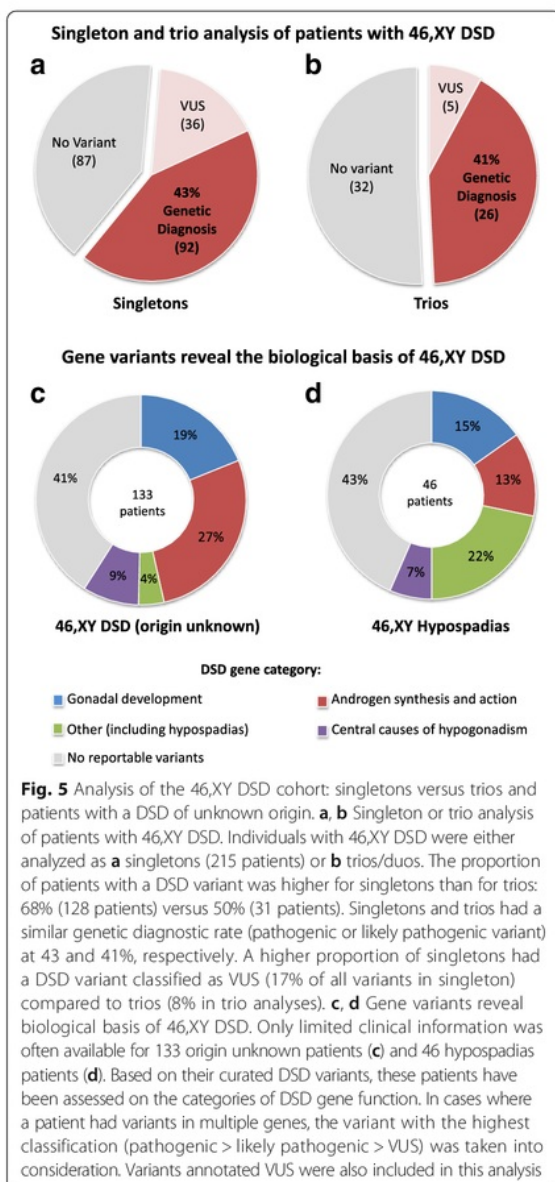 Singleton and trio analysis of patients with 46,XY DSD
a
b
VUS
(36)
No Variant
(87)
43%
Genetic
Diagnosis
(92)
Singletons
VUS
(5)
No variant
(32)
41%
Genetic
Diagnosis
(26)
Trios
Gene variants reveal the biological basis of 46,XY DSD
c
d
19%
41%
133
patients
27%
9%
4%
46,XY DSD (origin unknown)
15%
43%
46
patients
13%
22%
7%
46,XY Hypospadias
DSD gene category:
Gonadal development
Androgen synthesis and action
Other (including hypospadias)
Central causes of hypogonadism
No reportable variants
Fig. 5 Analysis of the 46,XY DSD cohort: singletons versus trios and
patients with a DSD of unknown origin. a, b Singleton or trio analysis
of patients with 46,XY DSD. Individuals with 46,XY DSD were either
analyzed as a singletons (215 patients) or b trios/duos. The proportion
of patients with a DSD variant was higher for singletons than for trios:
68% (128 patients) versus 50% (31 patients). Singletons and trios had a
similar genetic diagnostic rate (pathogenic or likely pathogenic variant)
at 43 and 41%, respectively. A higher proportion of singletons had
a DSD variant classified as VUS (17% of all variants in singleton)
compared to trios (8% in trio analyses). c, d Gene variants reveal
biological basis of 46,XY DSD. Only limited clinical information was
often available for 133 origin unknown patients (c) and 46 hypospadias
patients (d). Based on their curated DSD variants, these patients have
been assessed on the categories of DSD gene function. In cases where
a patient had variants in multiple genes, the variant with the highest
classification (pathogenic > likely pathogenic > VUS) was taken into
consideration. Variants annotated VUS were also included in this analysis